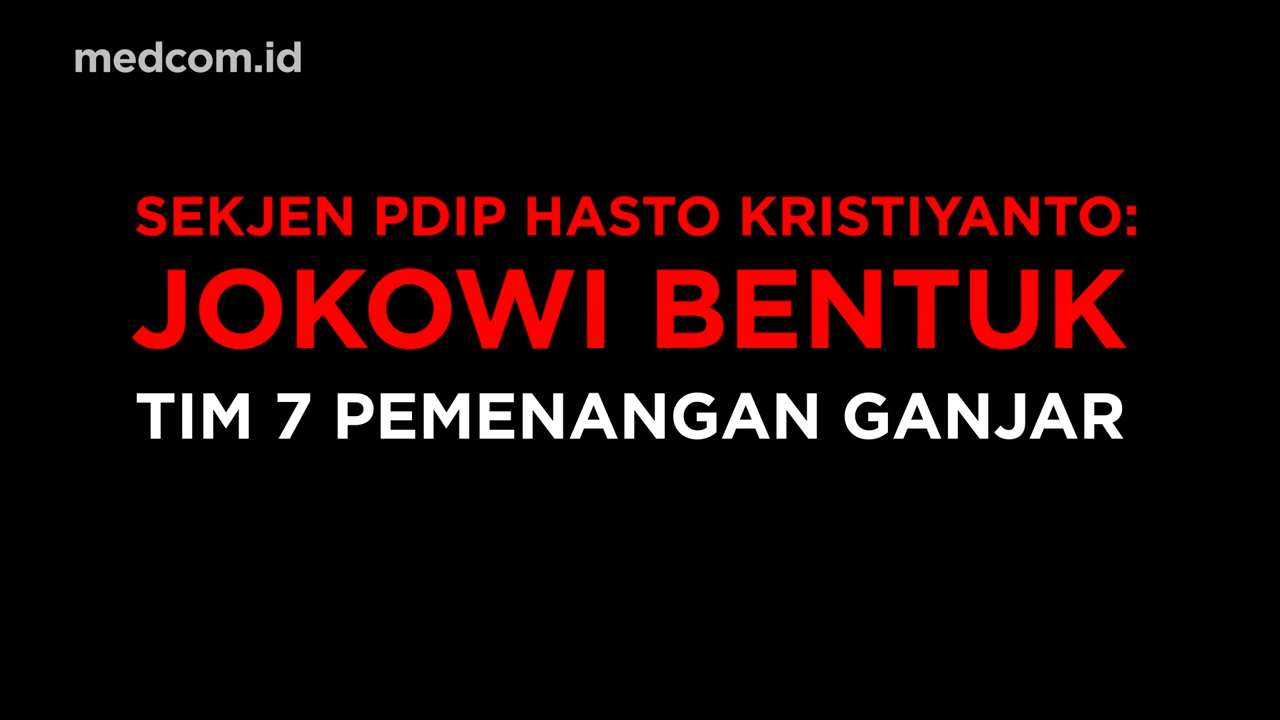 medcom.id
SEKJEN PDIP HASTO KRISTIYANTO:
JOKOWI BENTUK
TIM 7 PEMENANGAN GANJAR